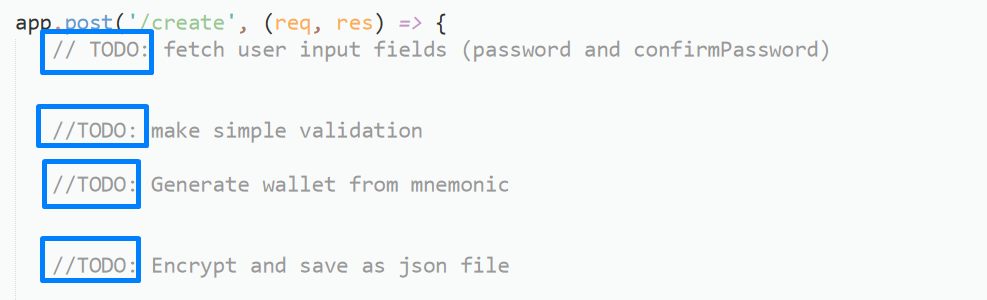 app.post('/create', (req, res) => {
// TODO: fetch user input fields (password and confirmPassword)
//TODO: make simple validation
//TODO: Generate wallet from mnemonic
//TODO: Encrypt and save as json file